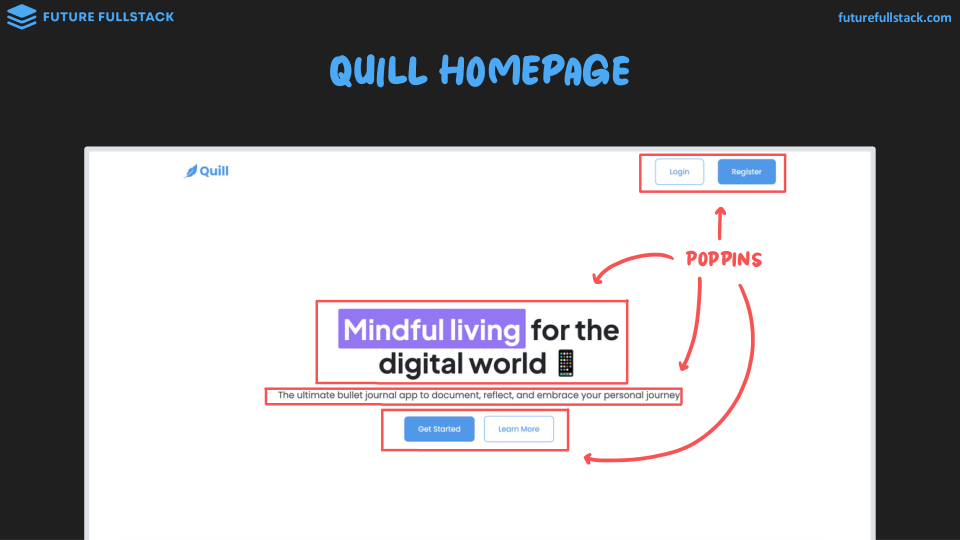 FUTURE FULLSTACK
futurefullstack.com
QUILL HOMEPAGE
Quill
Login
Register
POPPINS
Mindful living for the
digital world 📱
The ultimate bullet journal app to document, reflect, and embrace your personal journey
Get Started
Learn More